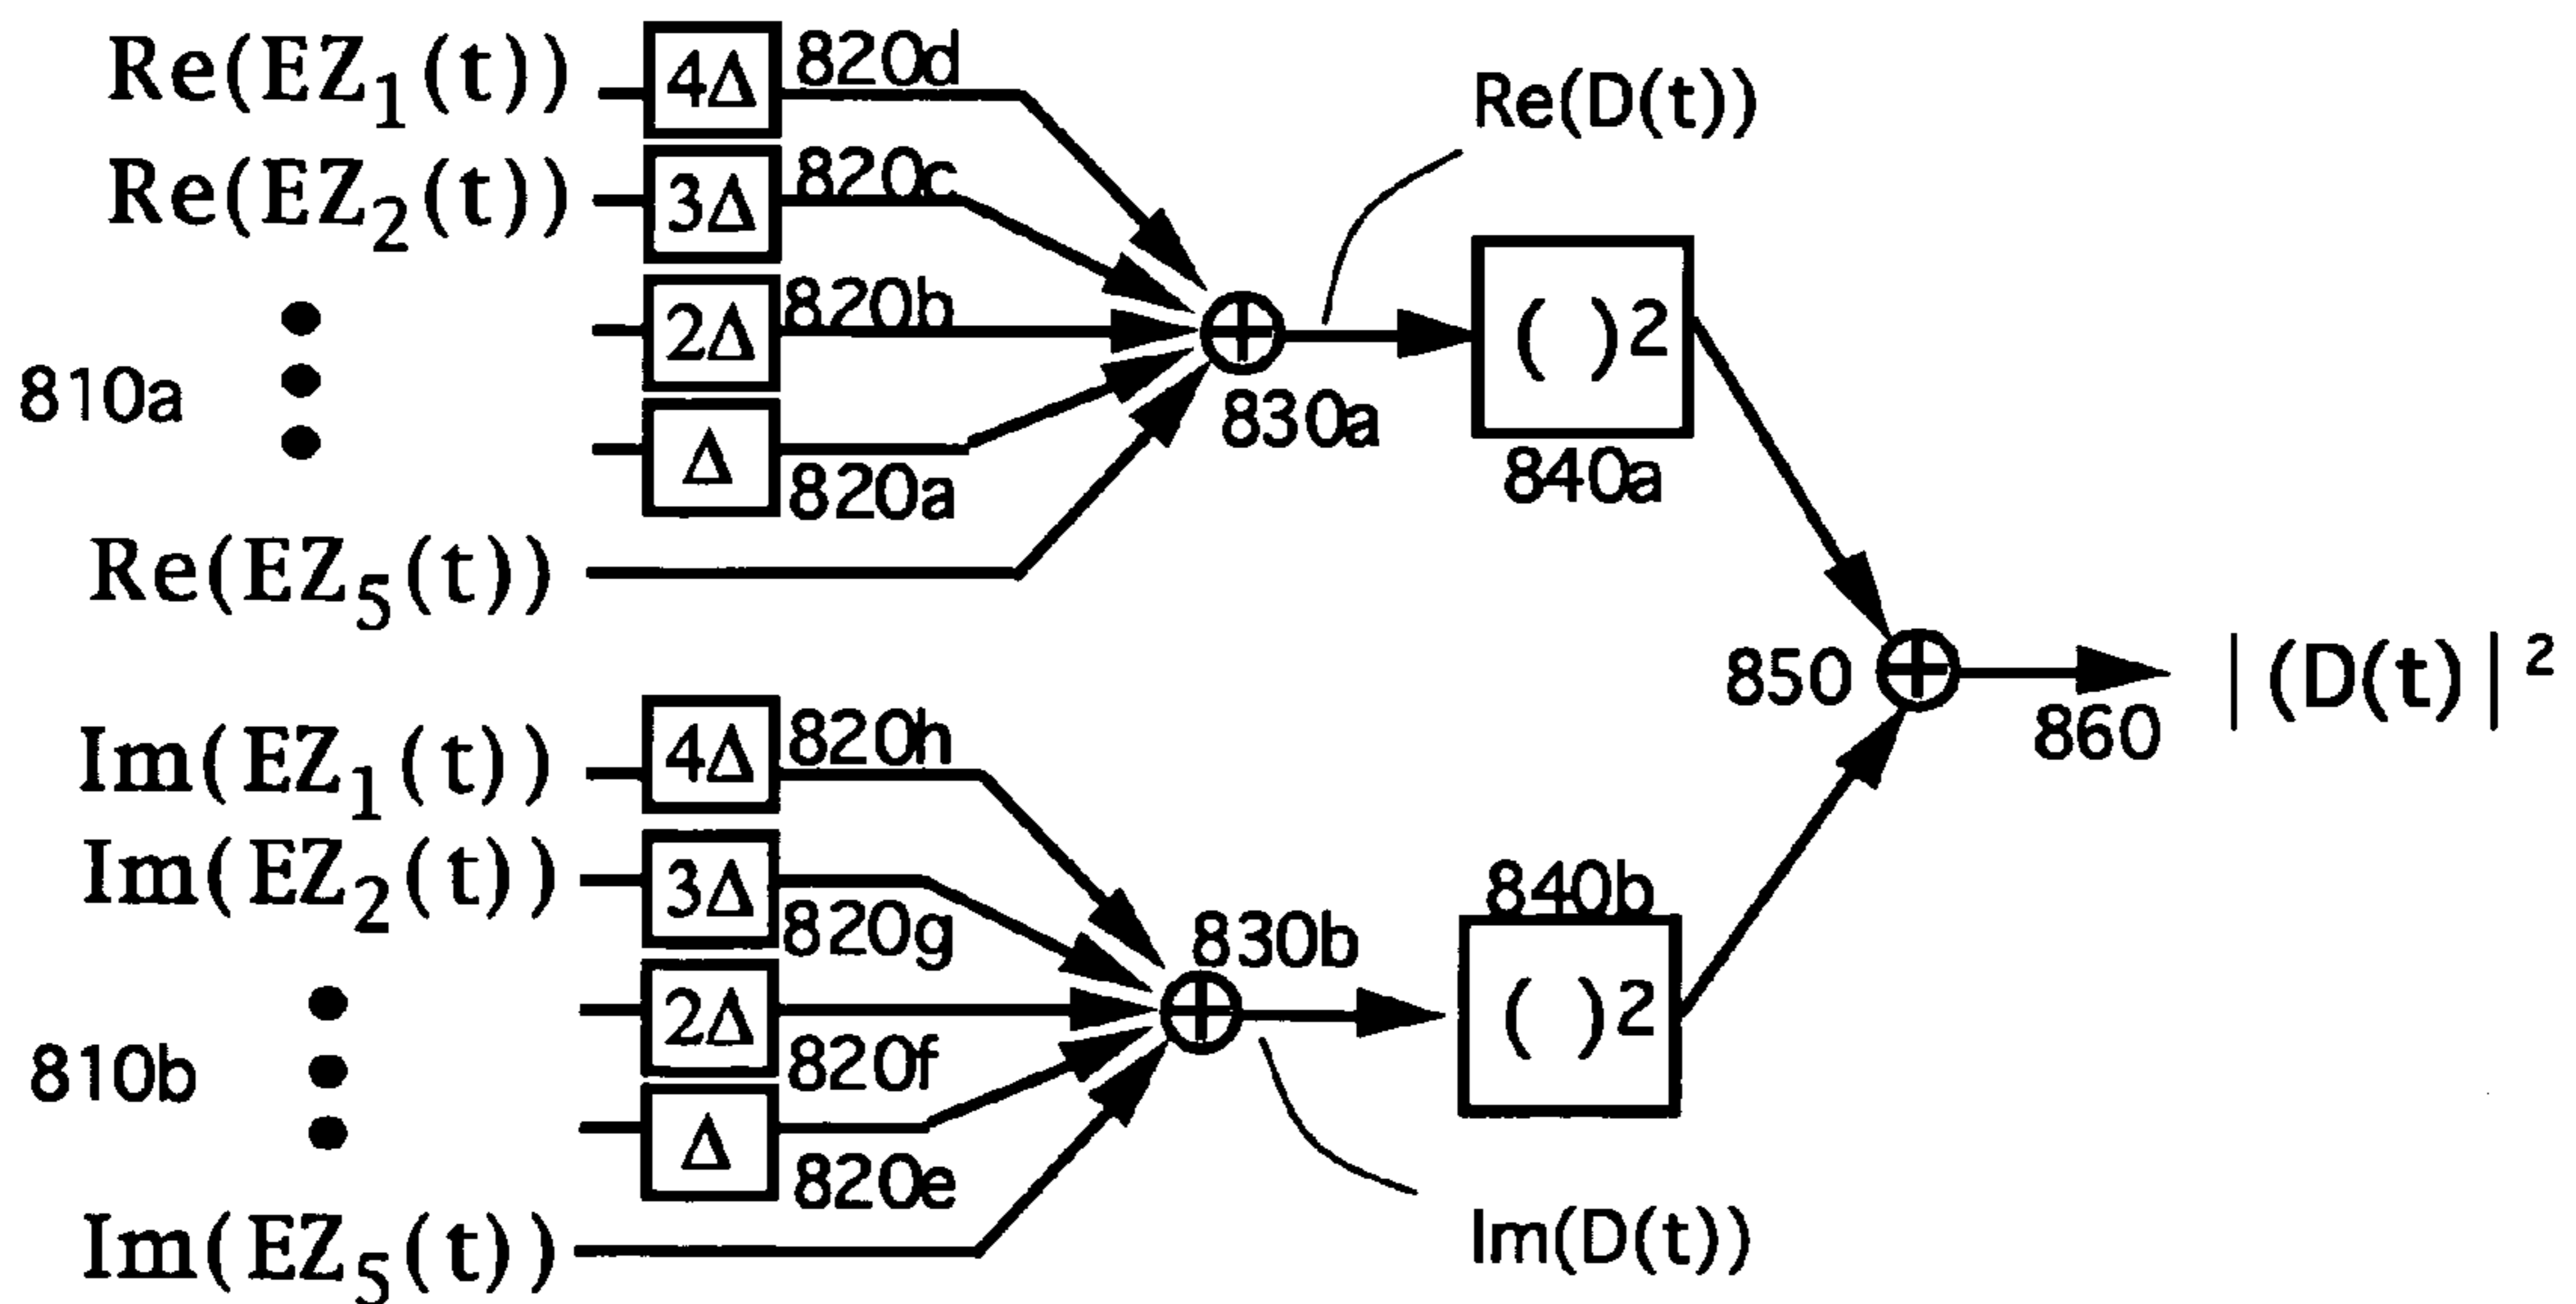 Re(EZ1(t)) 4Δ 820d
Re(D(t))
Re(EZ2(t)) 3Δ 820c
2Δ 820b
( )2
810a
830a
Δ 820a
840a
Re(EZ5(t))
850
|(D(t)|2
860
Im(EZ1(t)) 4Δ 820h
Im(EZ2(t)) 3Δ 820g
840b
830b
2Δ 820f
( )2
810b
Δ 820e
Im(EZ5(t))
Im(D(t))